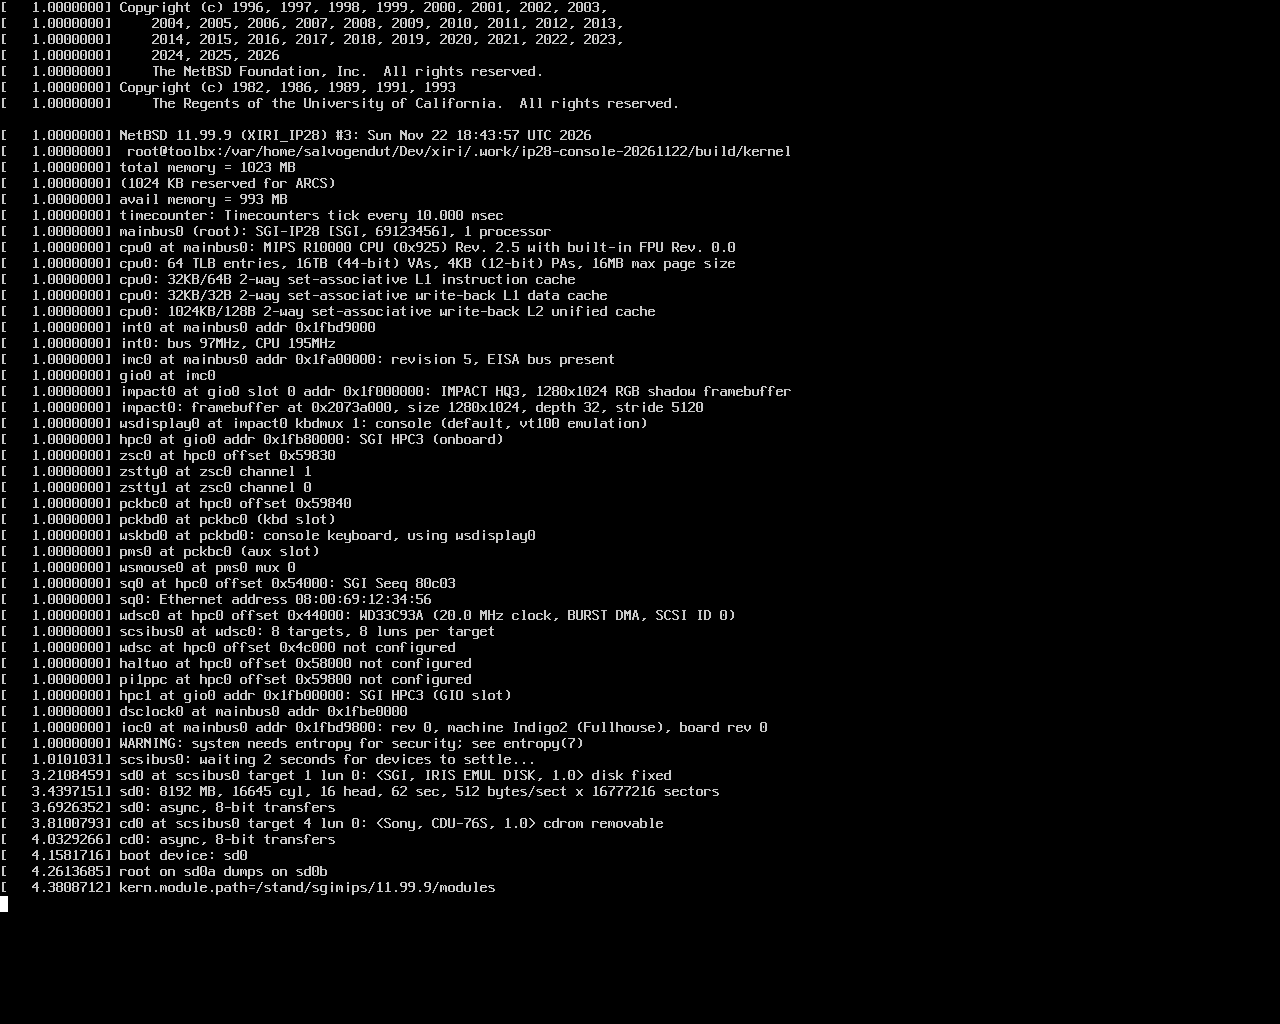 [   1.0000000] Copyright (c) 1996, 1997, 1998, 1999, 2000, 2001, 2002, 2003,
[   1.0000000]     2004, 2005, 2006, 2007, 2008, 2009, 2010, 2011, 2012, 2013,
[   1.0000000]     2014, 2015, 2016, 2017, 2018, 2019, 2020, 2021, 2022, 2023,
[   1.0000000]     2024, 2025, 2026
[   1.0000000]     The NetBSD Foundation, Inc.  All rights reserved.
[   1.0000000] Copyright (c) 1982, 1986, 1989, 1991, 1993
[   1.0000000]     The Regents of the University of California.  All rights reserved.

[   1.0000000] NetBSD 11.99.9 (XIRI_IP28) #3: Sun Nov 22 18:43:57 UTC 2026
[   1.0000000]  root@toolbx:/var/home/salvogendut/Dev/xiri/.work/ip28-console-20261122/build/kernel
[   1.0000000] total memory = 1023 MB
[   1.0000000] (1024 KB reserved for ARCS)
[   1.0000000] avail memory = 993 MB
[   1.0000000] timecounter: Timecounters tick every 10.000 msec
[   1.0000000] mainbus0 (root): SGI-IP28 [SGI, 69123456], 1 processor
[   1.0000000] cpu0 at mainbus0: MIPS R10000 CPU (0x925) Rev. 2.5 with built-in FPU Rev. 0.0
[   1.0000000] cpu0: 64 TLB entries, 16TB (44-bit) VAs, 4KB (12-bit) PAs, 16MB max page size
[   1.0000000] cpu0: 32KB/64B 2-way set-associative L1 instruction cache
[   1.0000000] cpu0: 32KB/32B 2-way set-associative write-back L1 data cache
[   1.0000000] cpu0: 1024KB/128B 2-way set-associative write-back L2 unified cache
[   1.0000000] int0 at mainbus0 addr 0x1fbd9000
[   1.0000000] int0: bus 97MHz, CPU 195MHz
[   1.0000000] imc0 at mainbus0 addr 0x1fa00000: revision 5, EISA bus present
[   1.0000000] gio0 at imc0
[   1.0000000] impact0 at gio0 slot 0 addr 0x1f000000: IMPACT HQ3, 1280x1024 RGB shadow framebuffer
[   1.0000000] impact0: framebuffer at 0x2073a000, size 1280x1024, depth 32, stride 5120
[   1.0000000] wsdisplay0 at impact0 kbdmux 1: console (default, vt100 emulation)
[   1.0000000] hpc0 at gio0 addr 0x1fb80000: SGI HPC3 (onboard)
[   1.0000000] zsc0 at hpc0 offset 0x59830
[   1.0000000] zstty0 at zsc0 channel 1
[   1.0000000] zstty1 at zsc0 channel 0
[   1.0000000] pckbc0 at hpc0 offset 0x59840
[   1.0000000] pckbd0 at pckbc0 (kbd slot)
[   1.0000000] wskbd0 at pckbd0: console keyboard, using wsdisplay0
[   1.0000000] pms0 at pckbc0 (aux slot)
[   1.0000000] wsmouse0 at pms0 mux 0
[   1.0000000] sq0 at hpc0 offset 0x54000: SGI Seeq 80c03
[   1.0000000] sq0: Ethernet address 08:00:69:12:34:56
[   1.0000000] wdsc0 at hpc0 offset 0x44000: WD33C93A (20.0 MHz clock, BURST DMA, SCSI ID 0)
[   1.0000000] scsibus0 at wdsc0: 8 targets, 8 luns per target
[   1.0000000] wdsc at hpc0 offset 0x4c000 not configured
[   1.0000000] haltwo at hpc0 offset 0x58000 not configured
[   1.0000000] pi1ppc at hpc0 offset 0x59800 not configured
[   1.0000000] hpc1 at gio0 addr 0x1fb00000: SGI HPC3 (GIO slot)
[   1.0000000] dsclock0 at mainbus0 addr 0x1fbe0000
[   1.0000000] ioc0 at mainbus0 addr 0x1fbd9800: rev 0, machine Indigo2 (Fullhouse), board rev 0
[   1.0000000] WARNING: system needs entropy for security; see entropy(7)
[   1.0101031] scsibus0: waiting 2 seconds for devices to settle...
[   3.2108459] sd0 at scsibus0 target 1 lun 0: <SGI, IRIS EMUL DISK, 1.0> disk fixed
[   3.4397151] sd0: 8192 MB, 16645 cyl, 16 head, 62 sec, 512 bytes/sect x 16777216 sectors
[   3.6926352] sd0: async, 8-bit transfers
[   3.8100793] cd0 at scsibus0 target 4 lun 0: <Sony, CDU-76S, 1.0> cdrom removable
[   4.0329266] cd0: async, 8-bit transfers
[   4.1581716] boot device: sd0
[   4.2613685] root on sd0a dumps on sd0b
[   4.3808712] kern.module.path=/stand/sgimips/11.99.9/modules